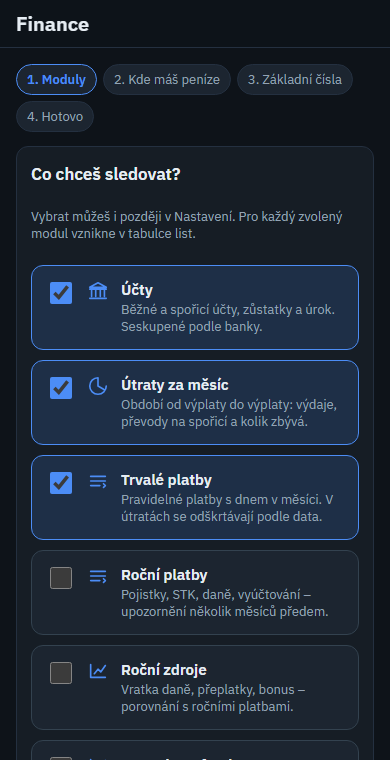 Finance
1. Moduly
2. Kde máš peníze
3. Základní čísla
4. Hotovo
Co chceš sledovat?
Vybrat můžeš i později v Nastavení. Pro každý zvolený
modul vznikne v tabulce list.
Účty
Běžné a spořicí účty, zůstatky a úrok.
Seskupené podle banky.
Útraty za měsíc
Období od výplaty do výplaty: výdaje,
převody na spořicí a kolik zbývá.
Trvalé platby
Pravidelné platby s dnem v měsíci. V
útratách se odškrtávají podle data.
Roční platby
Pojistky, STK, daně, vyúčtování –
upozornění několik měsíců předem.
Roční zdroje
Vratka daně, přeplatky, bonus –
porovnání s ročními platbami.